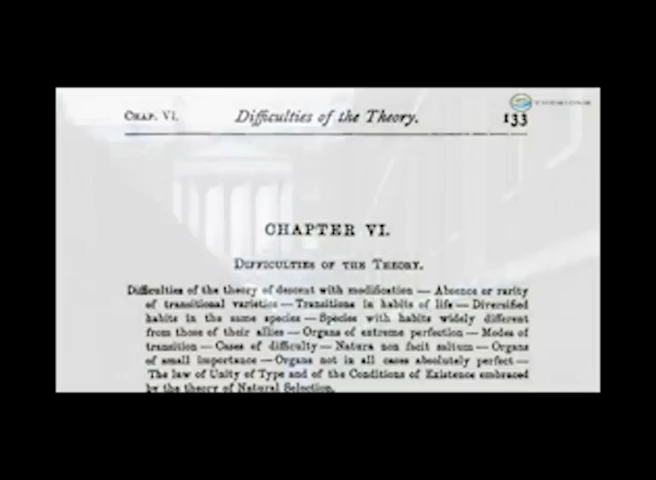 CHAP. VI. Difficulties of the Theory. 133
CHAPTER VI.
DIFFICULTIES OF THE THEORY.
Difficulties of the theory of descent with modification — Absence or rarity
of transitional varieties — Transitions in habits of life — Diversified
habits in the same species — Species with habits widely different
from those of their allies — Organs of extreme perfection — Modes of
transition — Cases of difficulty — Natura non facit saltum — Organs
of small importance — Organs not in all cases absolutely perfect —
The law of Unity of Type and of the Conditions of Existence embraced
by the theory of Natural Selection.